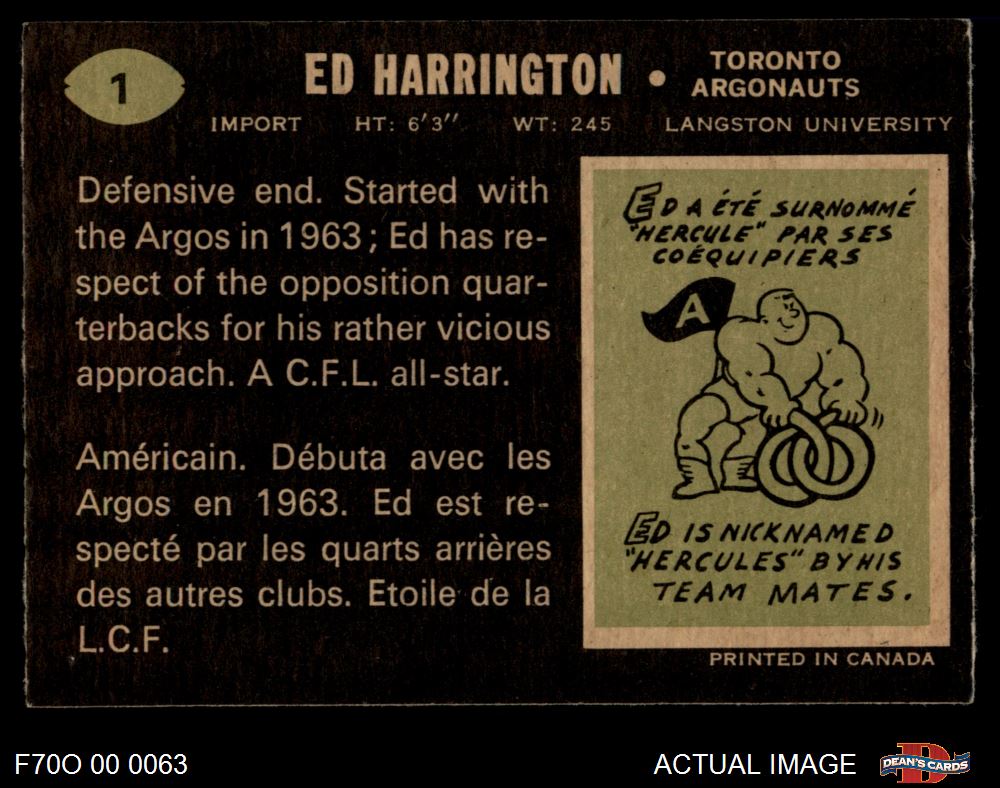 1
ED HARRINGTON • TORONTO
ARGONAUTS
IMPORT HT: 6'3" WT: 245 LANGSTON UNIVERSITY
Defensive end. Started with
the Argos in 1963; Ed has re-
spect of the opposition quar-
terbacks for his rather vicious
approach. A C.F.L. all-star.
Américain. Débuta avec les
Argos en 1963. Ed est re-
specté par les quarts arrières
des autres clubs. Etoile de la
L.C.F.
ED A ÉTÉ SURNOMMÉ
"HERCULE" PAR SES
COÉQUIPIERS
A
ED IS NICKNAMED
"HERCULES" BY HIS
TEAM MATES.
PRINTED IN CANADA
F70O 00 0063
ACTUAL IMAGE
D
DEAN'S CARDS